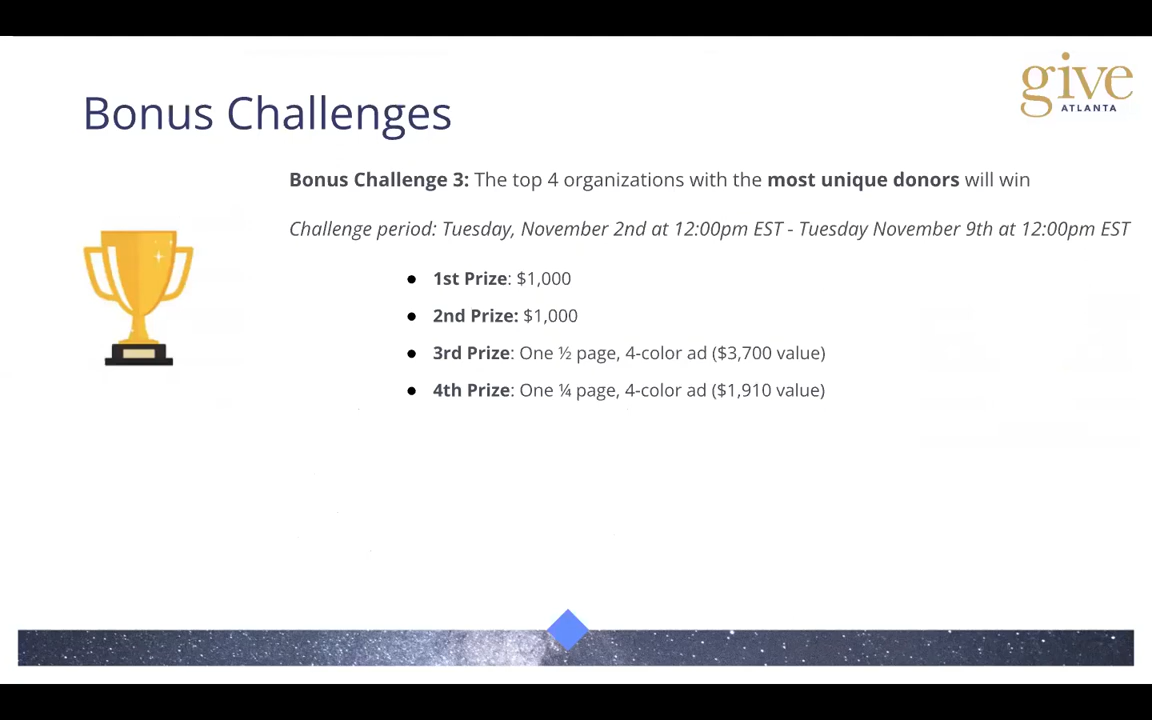 give
ATLANTA
Bonus Challenges
Bonus Challenge 3: The top 4 organizations with the most unique donors will win
Challenge period: Tuesday, November 2nd at 12:00pm EST - Tuesday November 9th at 12:00pm EST
● 1st Prize: $1,000
● 2nd Prize: $1,000
● 3rd Prize: One ½ page, 4-color ad ($3,700 value)
● 4th Prize: One ¼ page, 4-color ad ($1,910 value)